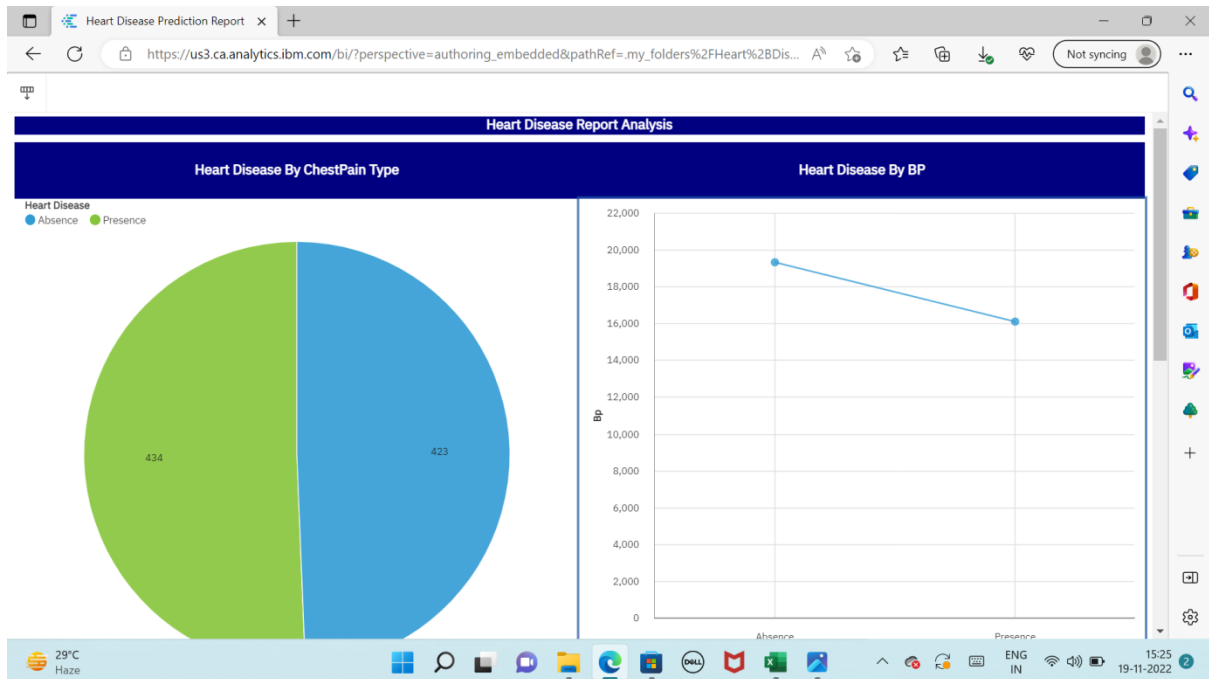 Heart Disease Prediction Report
https://us3.ca.analytics.ibm.com/bi/?perspective=authoring_embedded&pathRef=.my_folders%2FHeart%2BDis...
Not syncing
Heart Disease Report Analysis
Heart Disease By ChestPain Type
Heart Disease
Absence Presence
434
423
Heart Disease By BP
22,000
20,000
18,000
16,000
14,000
12,000
10,000
8,000
6,000
4,000
2,000
0
Bp
Absence Presence
29°C
Haze
DELL
ENG
IN
15:25
19-11-2022
2